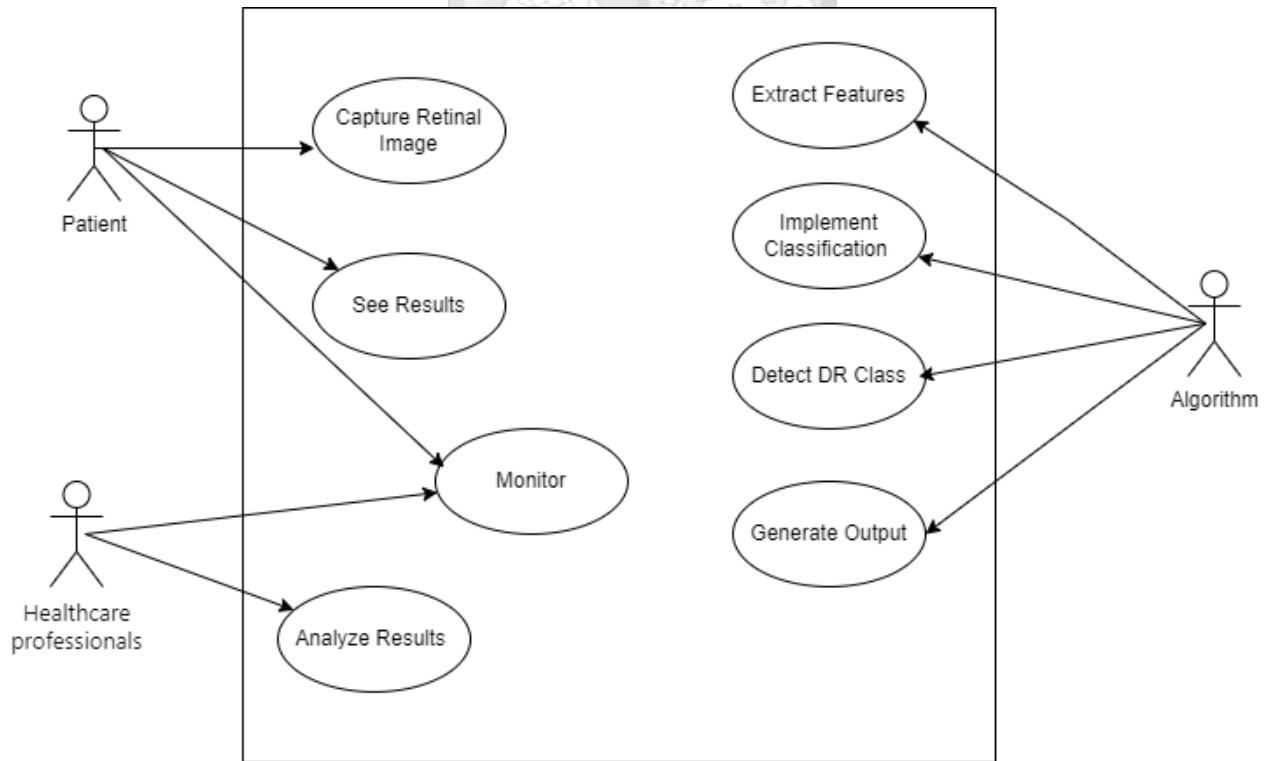 Capture Retinal
Image
Extract Features
Patient
Implement
Classification
See Results
Detect DR Class
Algorithm
Monitor
Generate Output
Healthcare
professionals
Analyze Results